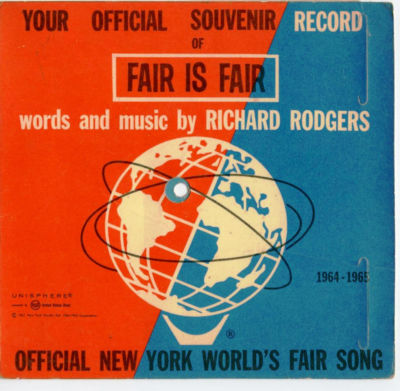 YOUR OFFICIAL SOUVENIR RECORD
OF
FAIR IS FAIR
words and music by RICHARD RODGERS
1964-1965
UNISPHERE®
®
OFFICIAL NEW YORK WORLD'S FAIR SONG